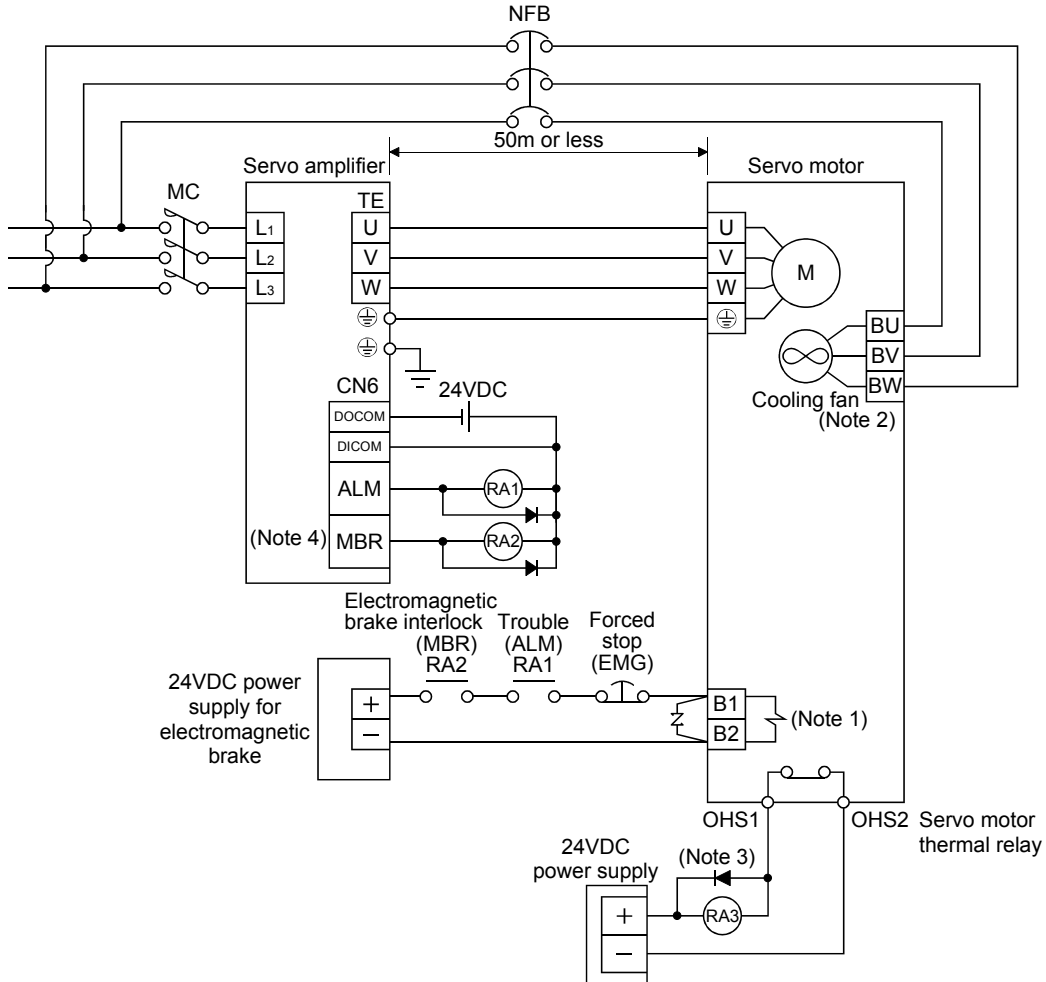 NFB
50m or less
Servo amplifier
Servo motor
MC
TE
L1
L2
L3
U
V
W
U
V
W
M
BU
BV
BW
Cooling fan
(Note 2)
CN6
24VDC
DOCOM
DICOM
ALM
RA1
(Note 4)
MBR
RA2
Electromagnetic
brake interlock
(MBR)
RA2
Trouble
(ALM)
RA1
Forced
stop
(EMG)
24VDC power
supply for
electromagnetic
brake
+
−
B1
B2
(Note 1)
OHS1
OHS2
Servo motor
thermal relay
24VDC
power supply
(Note 3)
+
−
RA3